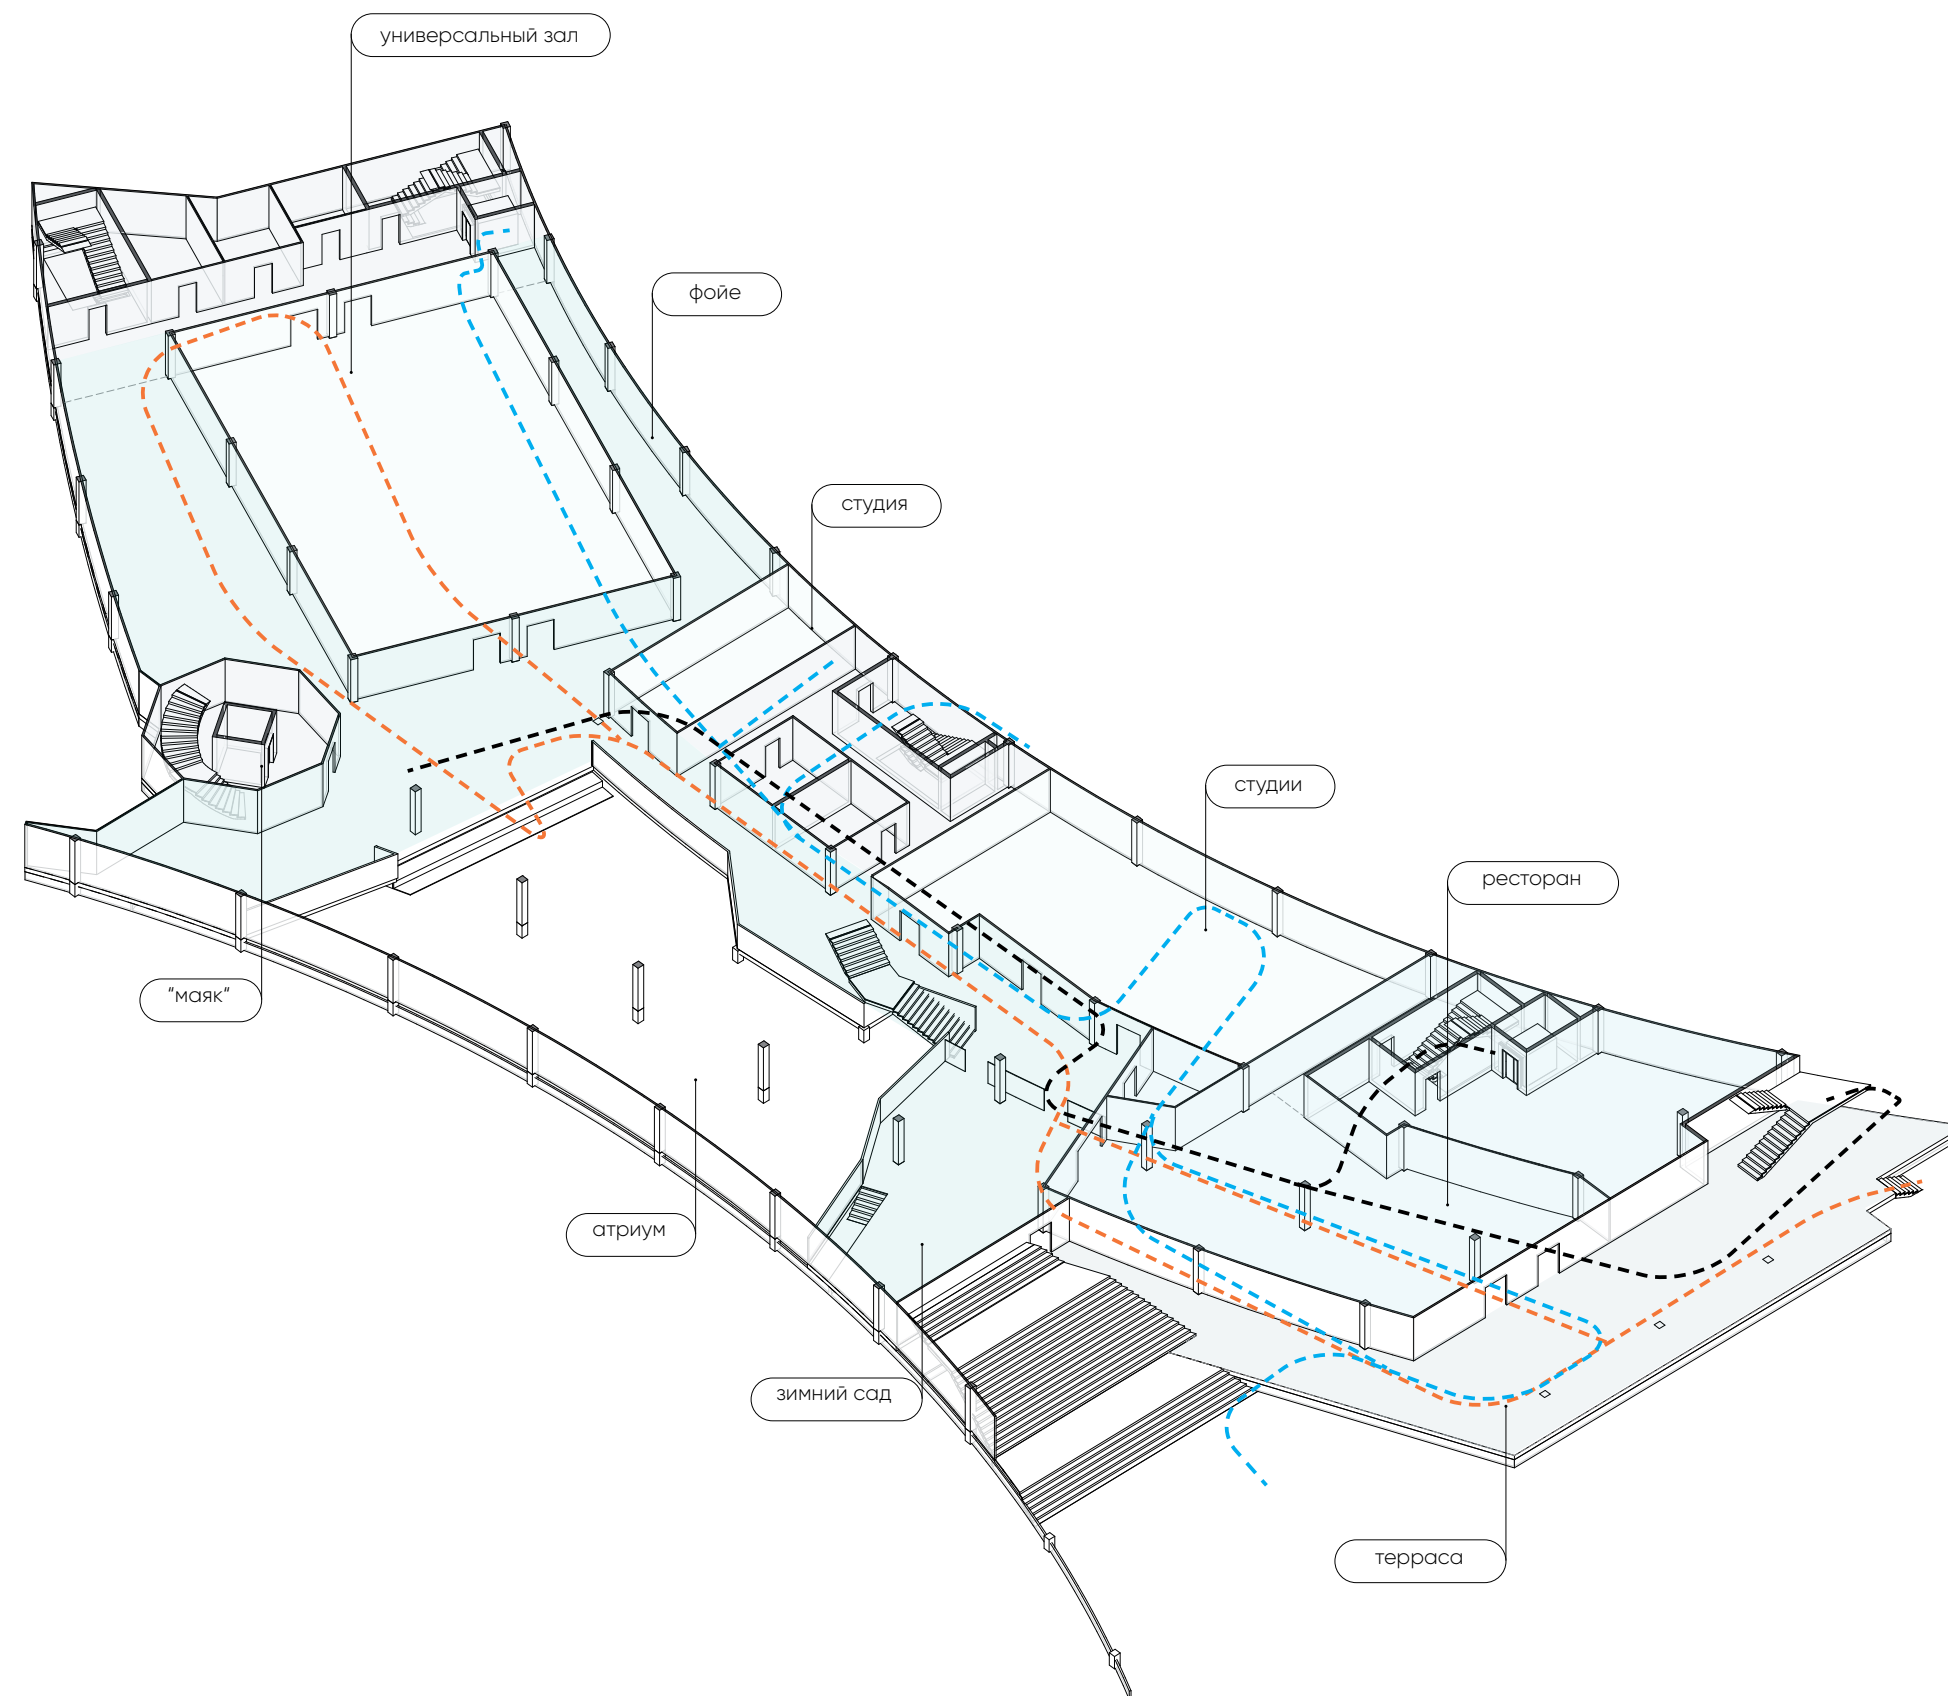 универсальный зал
фойе
студия
студии
ресторан
"маяк"
атриум
зимний сад
терраса